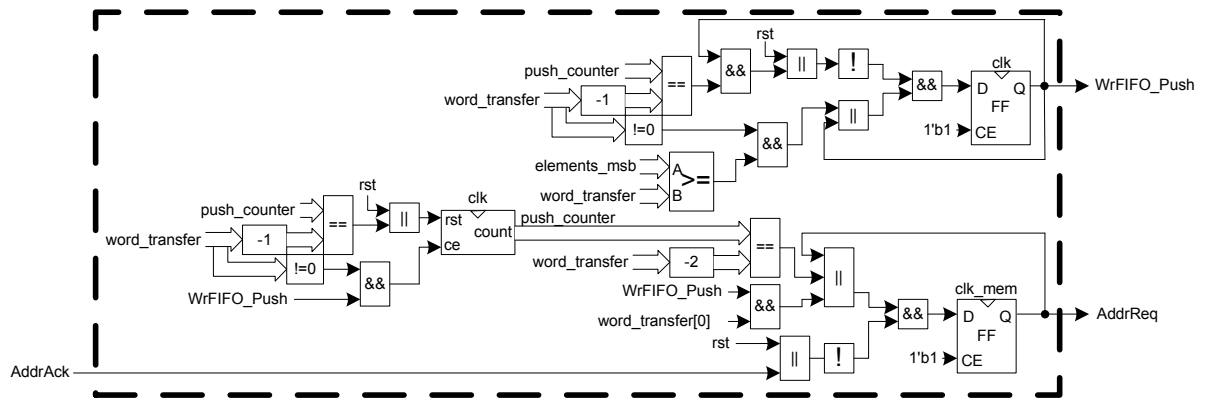 rst
clk
push_counter
==
&&
||
!
&&
D Q
WrFIFO_Push
word_transfer
-1
FF
!=0
||
1'b1
CE
&&
elements_msb
A
>=
word_transfer
B
rst
clk
push_counter
==
||
rst
count
push_counter
word_transfer
-1
ce
==
!=0
&&
word_transfer
-2
||
WrFIFO_Push
WrFIFO_Push
&&
clk_mem
&&
D Q
AddrReq
word_transfer[0]
FF
rst
||
!
1'b1
CE
AddrAck